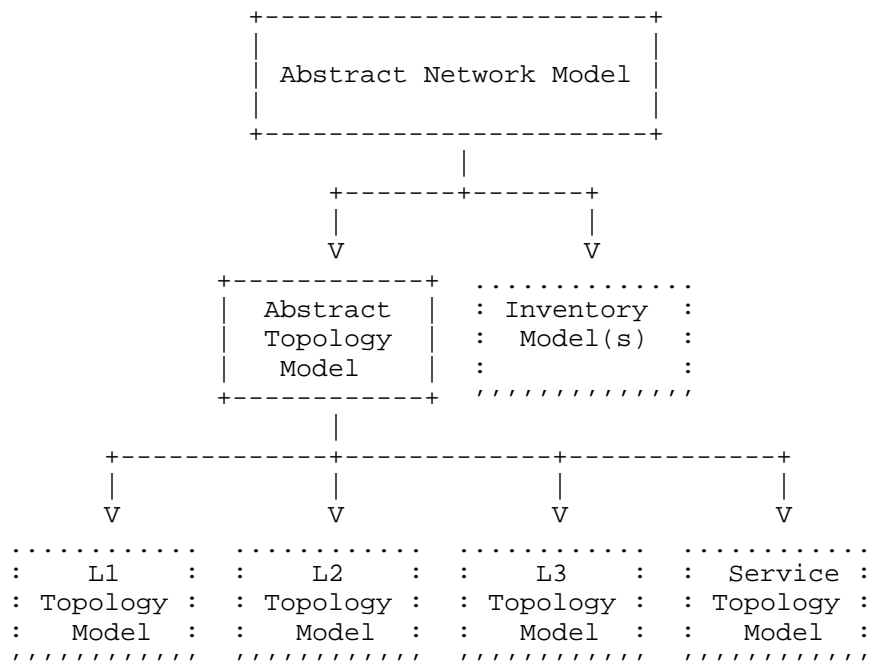 Abstract Network Model
V V
Abstract : Inventory :
Topology : Model(s) :
Model : :
V V V V
: L1 : : L2 : : L3 : : Service :
: Topology : : Topology : : Topology : : Topology :
: Model : : Model : : Model : : Model :